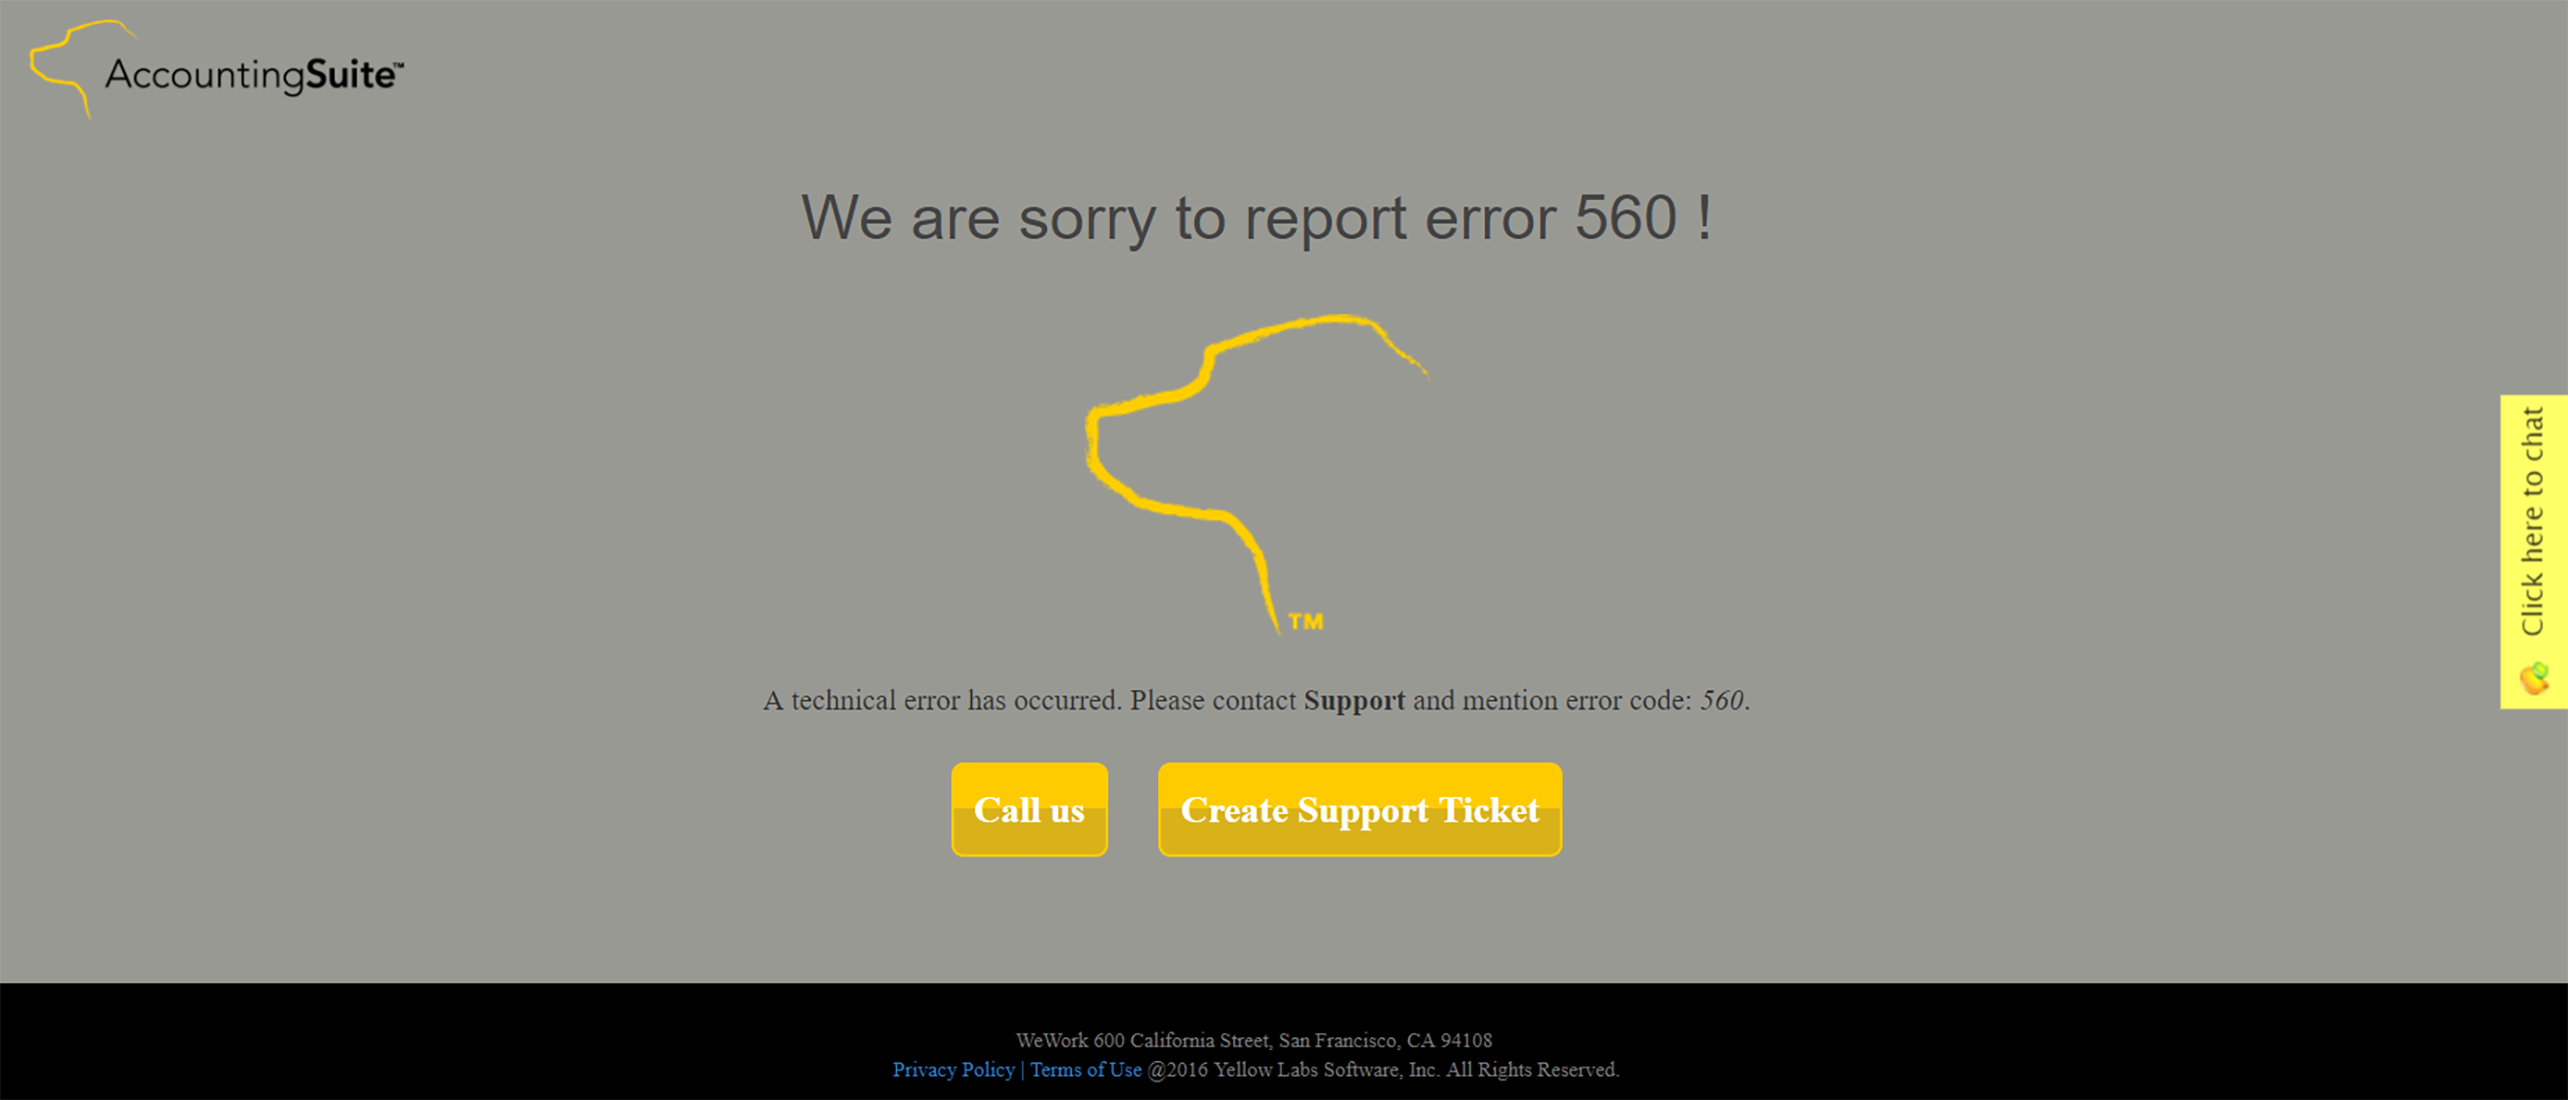 AccountingSuite™
We are sorry to report error 560 !
TM
A technical error has occurred. Please contact Support and mention error code: 560.
Call us
Create Support Ticket
Click here to chat
WeWork 600 California Street, San Francisco, CA 94108
Privacy Policy | Terms of Use @2016 Yellow Labs Software, Inc. All Rights Reserved.